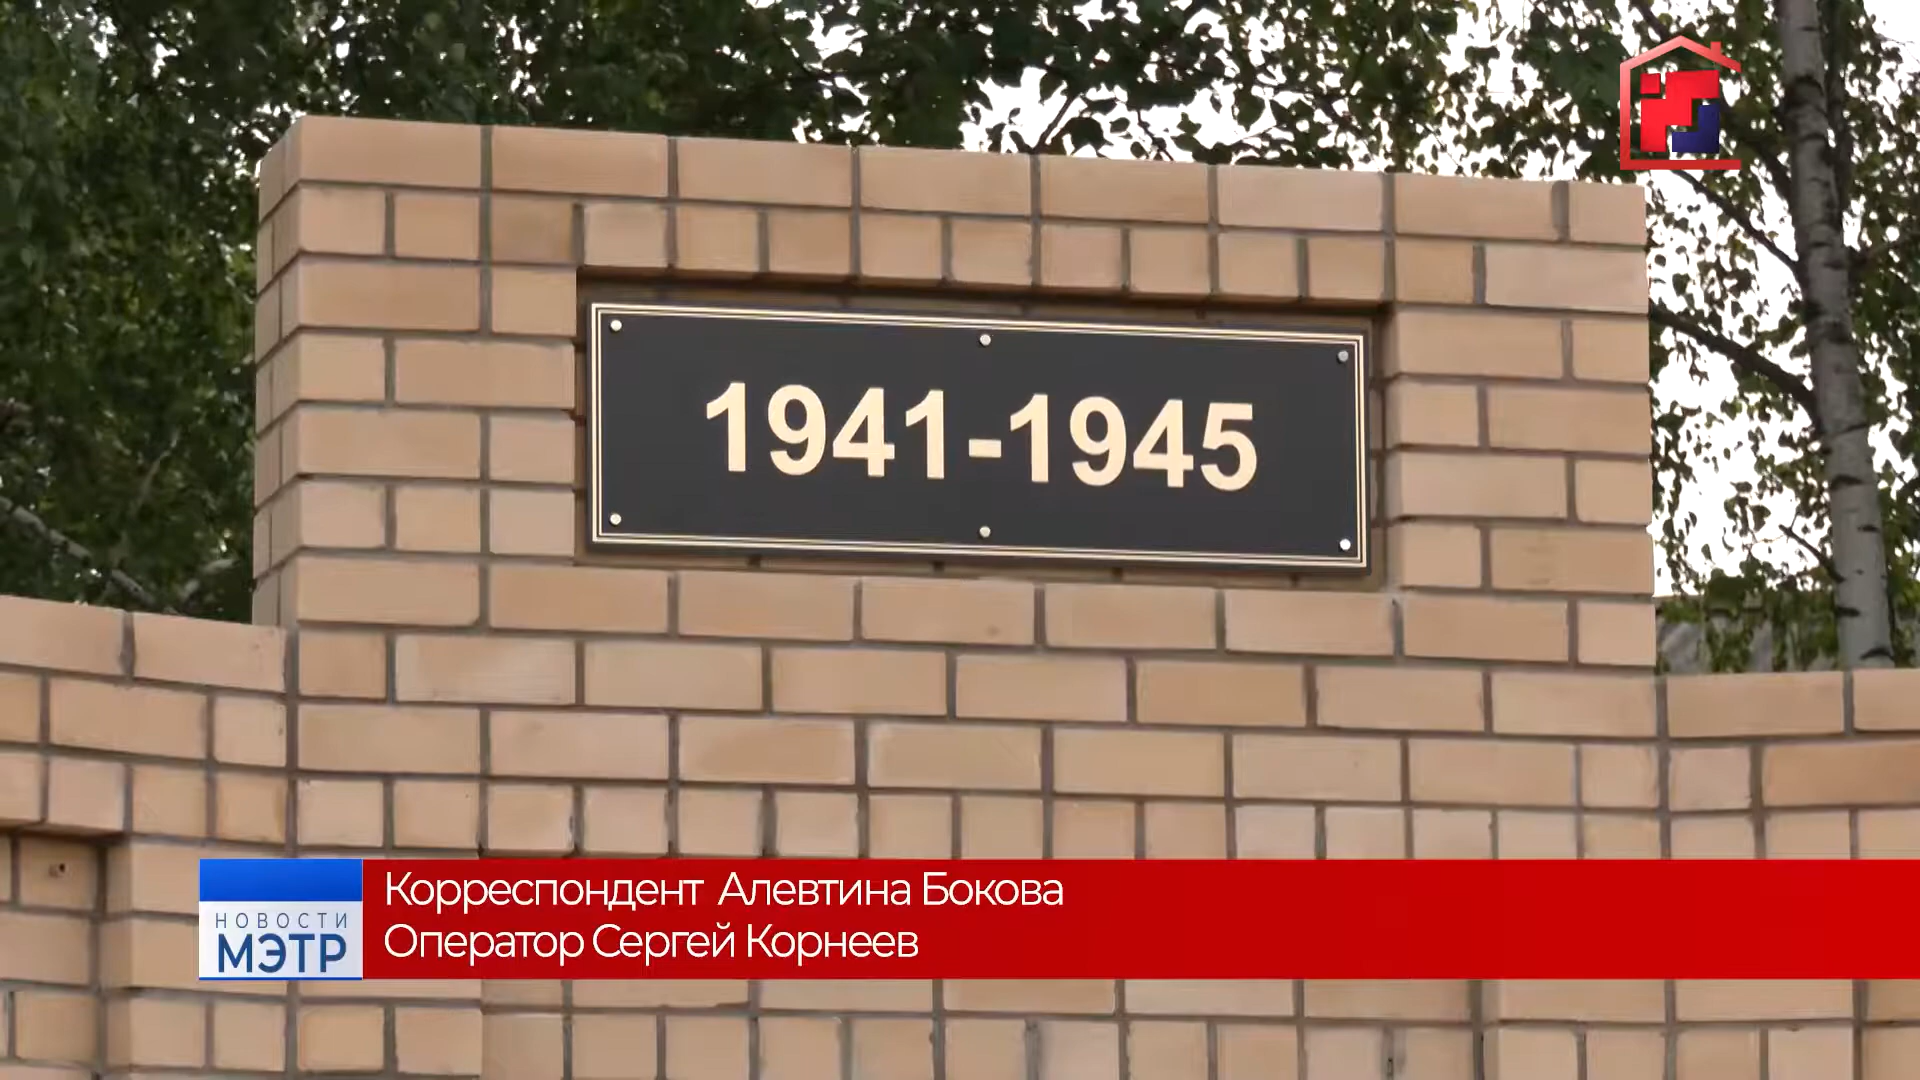 1941-1945
Корреспондент Алевтина Бокова
Оператор Сергей Корнеев
НОВОСТИ
МЭТР